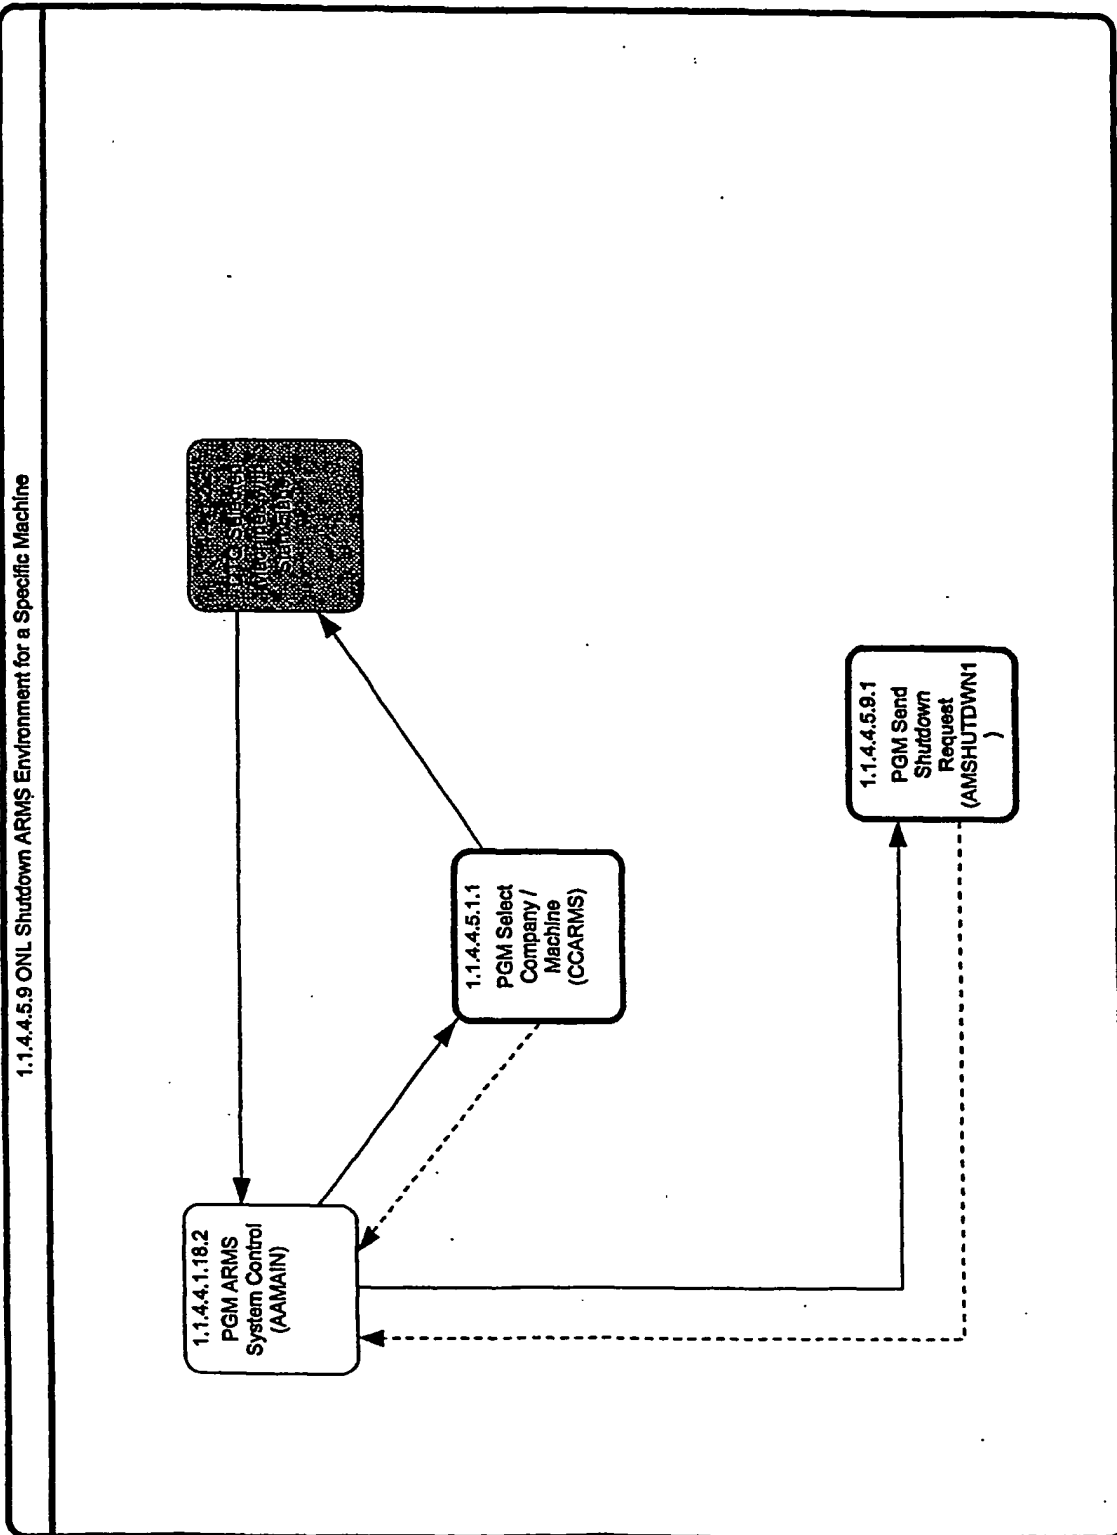 1.1.4.4.5.9 ONL Shutdown ARMS Environment for a Specific Machine
1.1.4.4.1.18.2
PGM ARMS
System Control
(AAMAIN)
1.1.4.4.5.1.1
PGM Select
Company /
Machine
(CCARMS)
Selected
1.1.4.4.5.9.1
PGM Send
Shutdown
Request
(AMSHUTDWN1
)